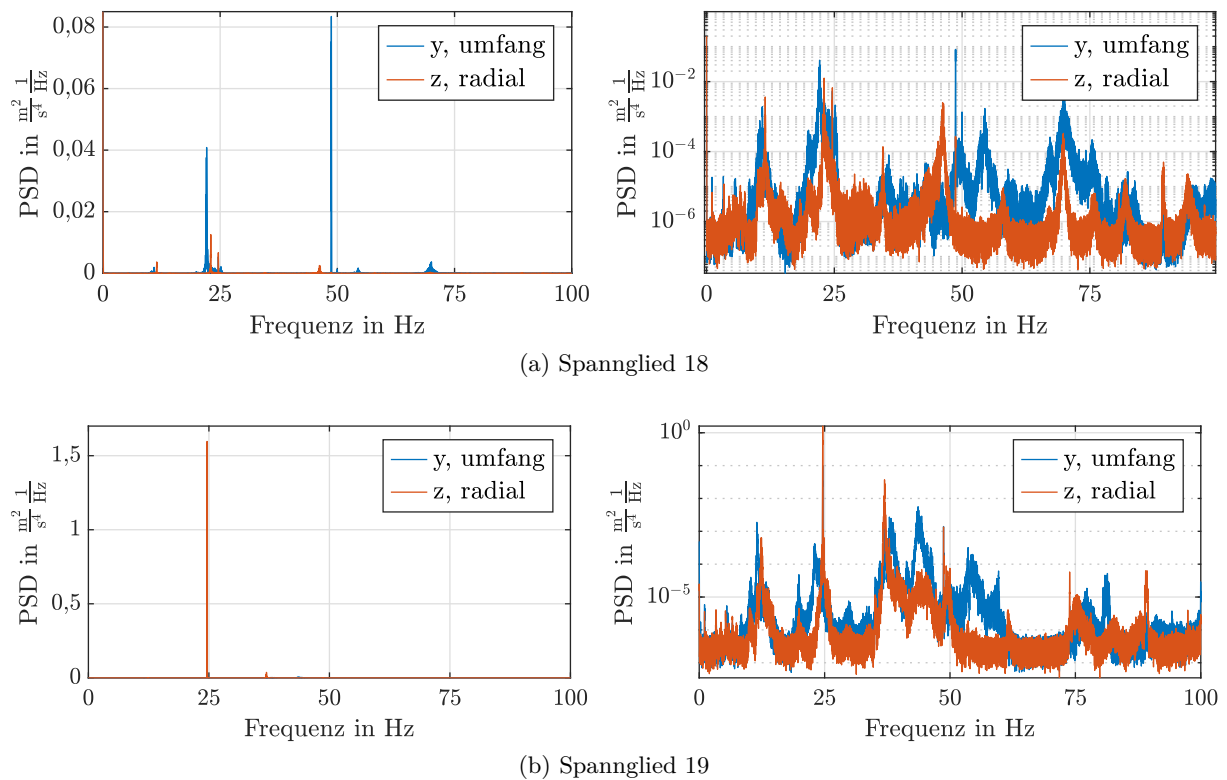 0,08
0,06
0,04
0,02
0
PSD in m²/s⁴ 1/Hz
0 25 50 75 100
Frequenz in Hz
y, umfang
z, radial
10⁻²
10⁻⁴
10⁻⁶
PSD in m²/s⁴ 1/Hz
0 25 50 75
Frequenz in Hz
y, umfang
z, radial
(a) Spannglied 18
1,5
1
0,5
0
PSD in m²/s⁴ 1/Hz
0 25 50 75 100
Frequenz in Hz
y, umfang
z, radial
10⁰
10⁻⁵
PSD in m²/s⁴ 1/Hz
0 25 50 75 100
Frequenz in Hz
y, umfang
z, radial
(b) Spannglied 19